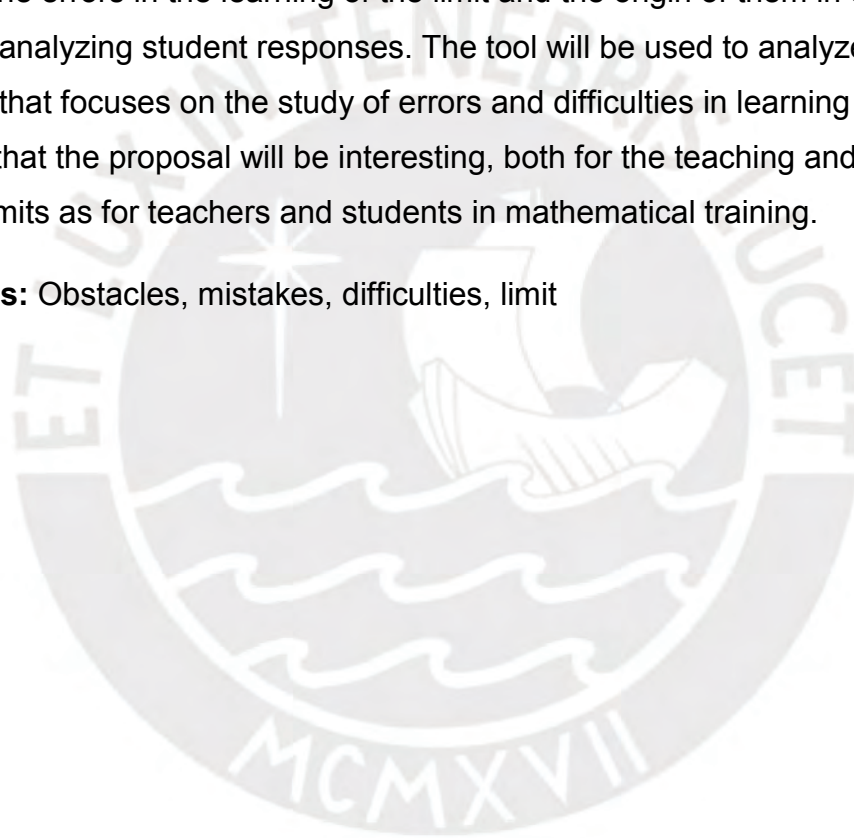 the errors in the learning of the limit and the origin of them in
analyzing student responses. The tool will be used to analyze
that focuses on the study of errors and difficulties in learning
that the proposal will be interesting, both for the teaching and
mits as for teachers and students in mathematical training.
s: Obstacles, mistakes, difficulties, limit
ET LUX IN TENEBRIS LUCET
MCMXVII